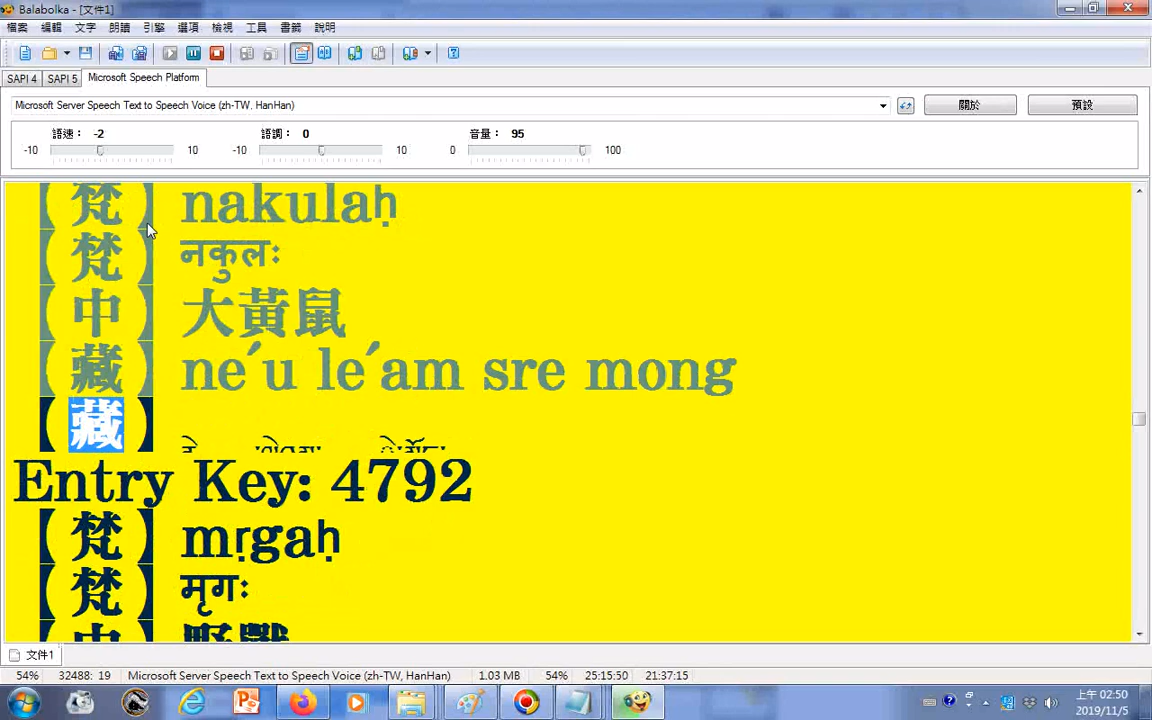 Balabolka - [文件1]
檔案 編輯 文字 朗讀 引擎 選項 檢視 工具 書籤 說明
SAPI 4 SAPI 5 Microsoft Speech Platform
Microsoft Server Speech Text to Speech Voice (zh-TW, HanHan) 關於 預設
語速: -2 語調: 0 音量: 95
-10 10 -10 10 0 100
【梵】 nakulaḥ
【梵】 नकुलः
【中】 大黃鼠
【藏】 ne´u le´am sre mong
【藏】
Entry Key: 4792
【梵】 mṛgaḥ
【梵】 मृगः
文件1
54% 32488: 19 Microsoft Server Speech Text to Speech Voice (zh-TW, HanHan) 1.03 MB 54% 25:15:50 21:37:15
上午 02:50
2019/11/5